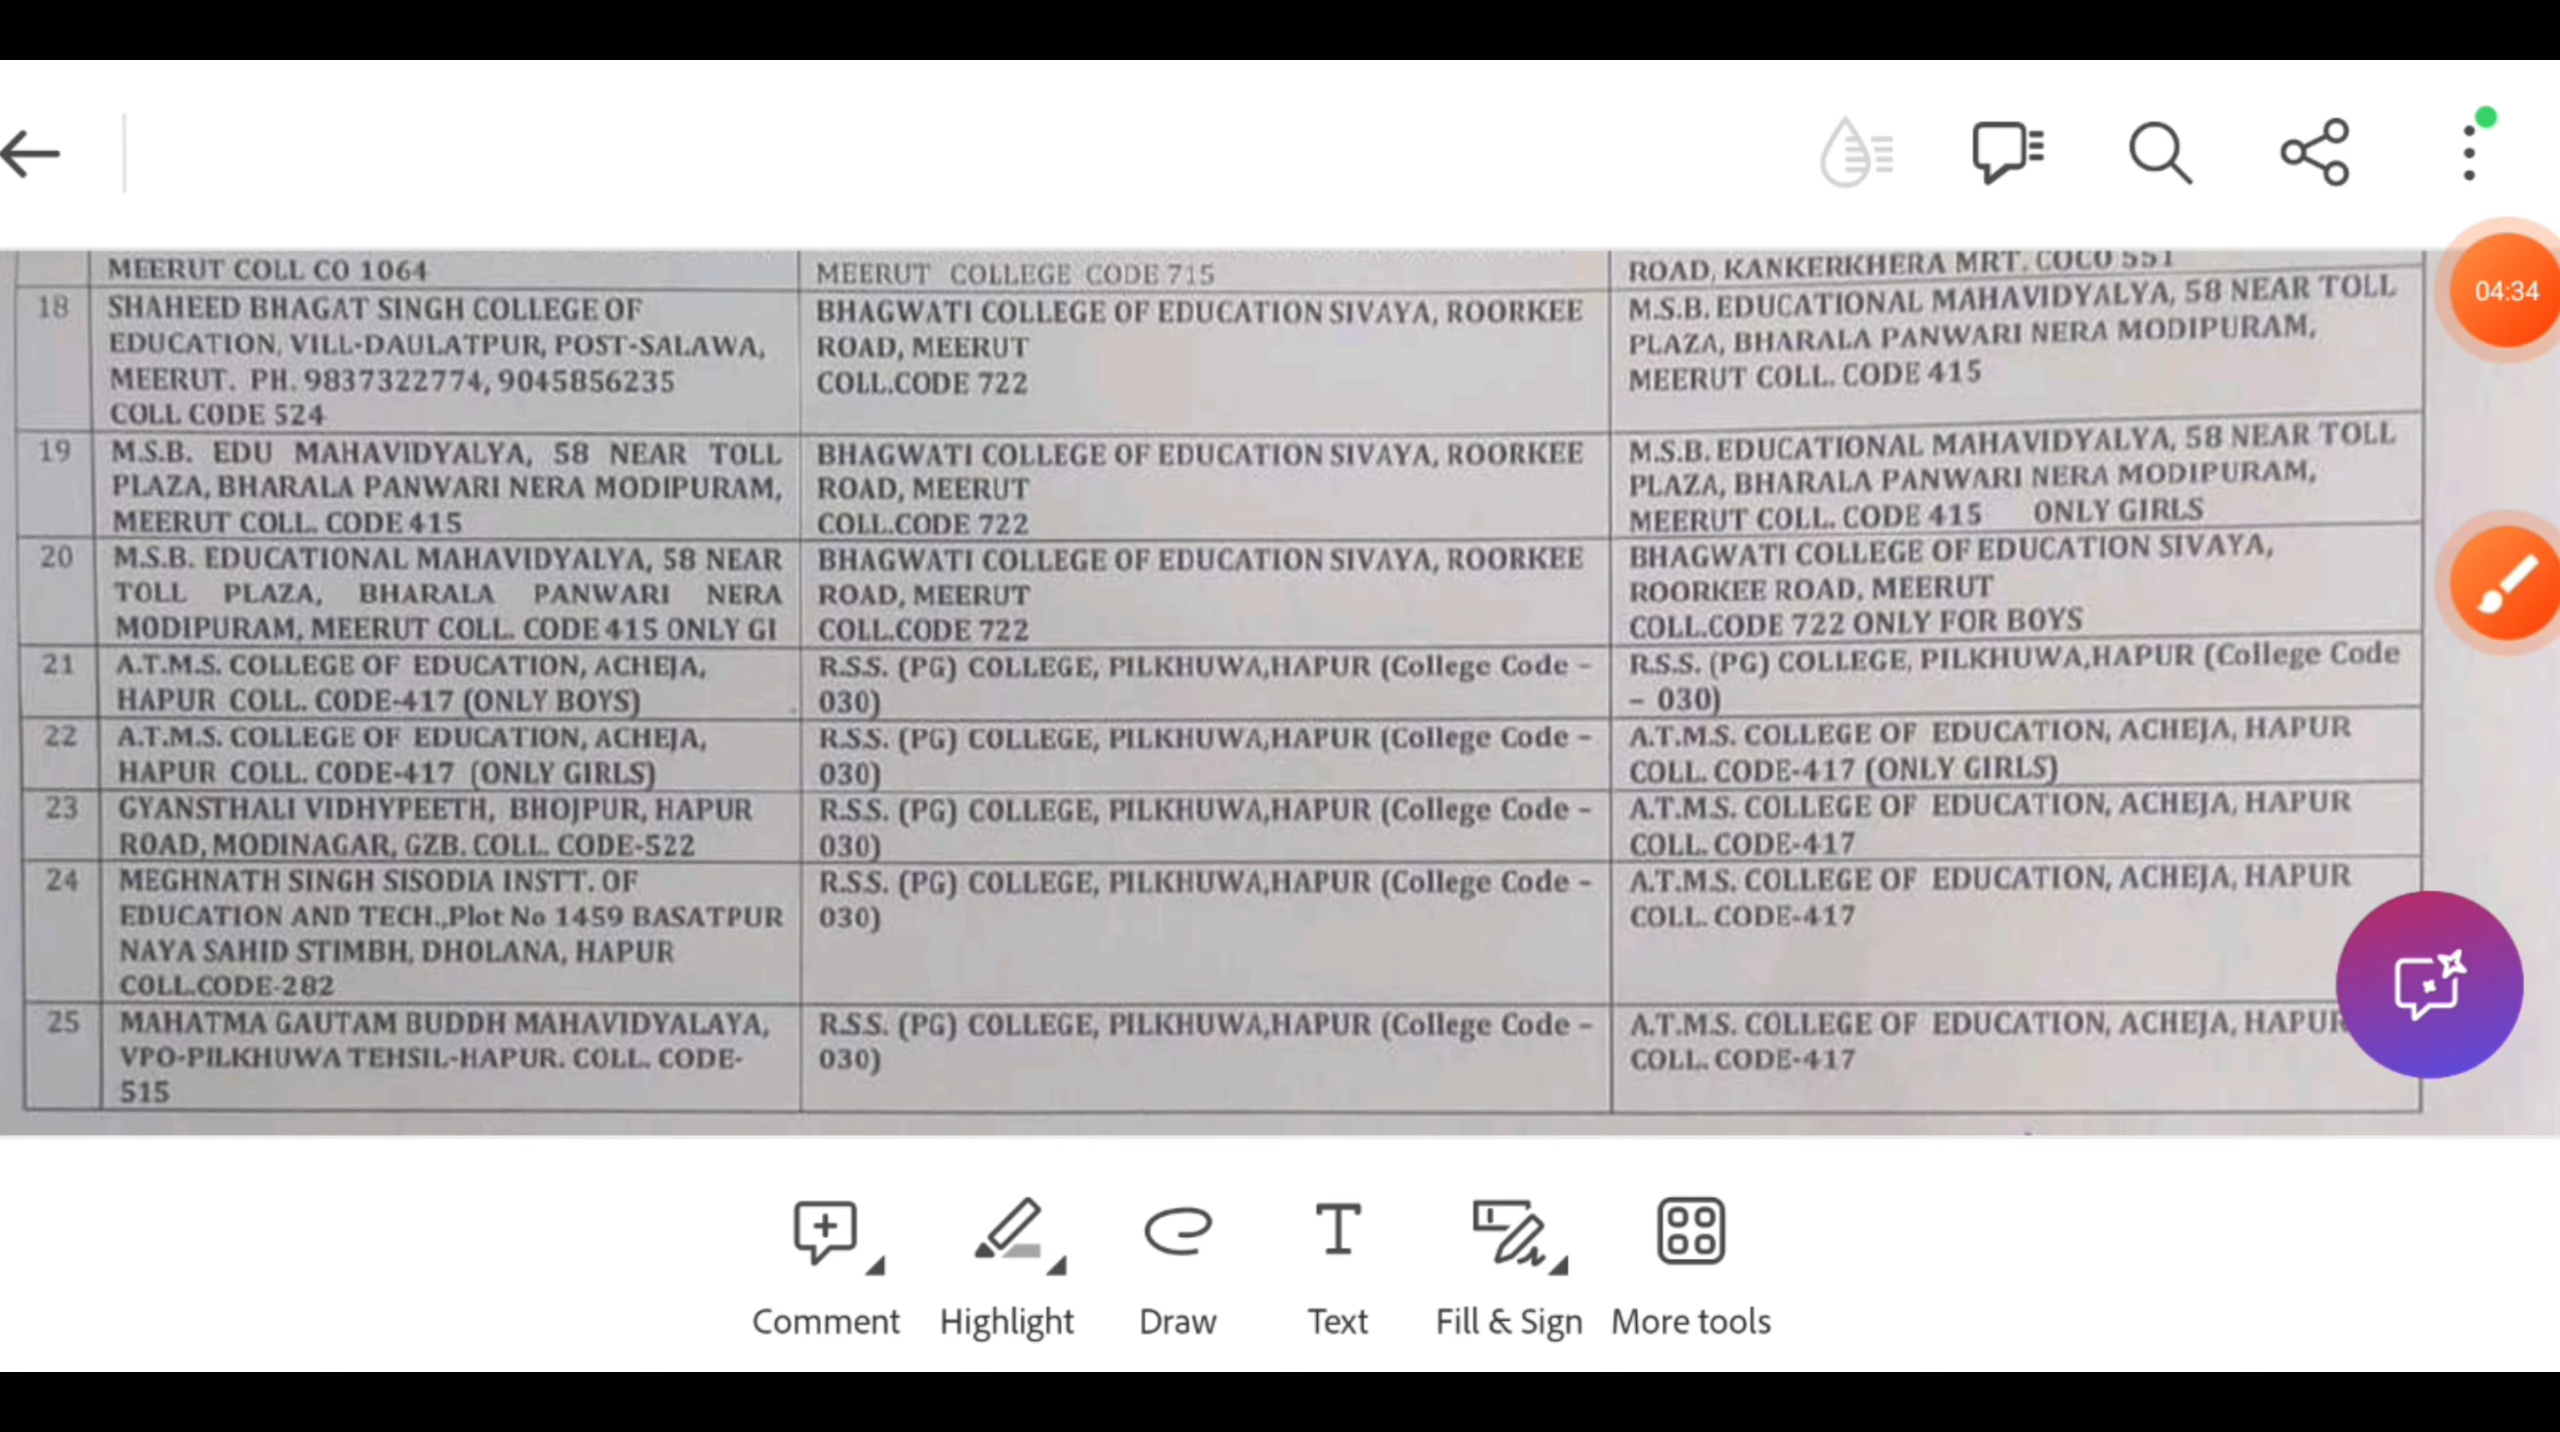 04:34
MEERUT COLL CO 1064
MEERUT COLLEGE CODE 715
ROAD, KANKERKHERA MRT. COCO 551
18
SHAHEED BHAGAT SINGH COLLEGE OF
EDUCATION, VILL-DAULATPUR, POST-SALAWA,
MEERUT. PH. 9837322774, 9045856235
COLL CODE 524
BHAGWATI COLLEGE OF EDUCATION SIVAYA, ROORKEE
ROAD, MEERUT
COLL.CODE 722
M.S.B. EDUCATIONAL MAHAVIDYALYA, 58 NEAR TOLL
PLAZA, BHARALA PANWARI NERA MODIPURAM,
MEERUT COLL. CODE 415
19
M.S.B. EDU MAHAVIDYALYA, 58 NEAR TOLL
PLAZA, BHARALA PANWARI NERA MODIPURAM,
MEERUT COLL. CODE 415
BHAGWATI COLLEGE OF EDUCATION SIVAYA, ROORKEE
ROAD, MEERUT
COLL.CODE 722
M.S.B. EDUCATIONAL MAHAVIDYALYA, 58 NEAR TOLL
PLAZA, BHARALA PANWARI NERA MODIPURAM,
MEERUT COLL. CODE 415 ONLY GIRLS
20
M.S.B. EDUCATIONAL MAHAVIDYALYA, 58 NEAR
TOLL PLAZA, BHARALA PANWARI NERA
MODIPURAM, MEERUT COLL. CODE 415 ONLY GI
BHAGWATI COLLEGE OF EDUCATION SIVAYA, ROORKEE
ROAD, MEERUT
COLL.CODE 722
BHAGWATI COLLEGE OF EDUCATION SIVAYA,
ROORKEE ROAD, MEERUT
COLL.CODE 722 ONLY FOR BOYS
21
A.T.M.S. COLLEGE OF EDUCATION, ACHEJA,
HAPUR COLL. CODE-417 (ONLY BOYS)
R.S.S. (PG) COLLEGE, PILKHUWA,HAPUR (College Code –
030)
R.S.S. (PG) COLLEGE, PILKHUWA,HAPUR (College Code
– 030)
22
A.T.M.S. COLLEGE OF EDUCATION, ACHEJA,
HAPUR COLL. CODE-417 (ONLY GIRLS)
R.S.S. (PG) COLLEGE, PILKHUWA,HAPUR (College Code –
030)
A.T.M.S. COLLEGE OF EDUCATION, ACHEJA, HAPUR
COLL. CODE-417 (ONLY GIRLS)
23
GYANSTHALI VIDHYPEETH, BHOJPUR, HAPUR
ROAD, MODINAGAR, GZB. COLL. CODE-522
R.S.S. (PG) COLLEGE, PILKHUWA,HAPUR (College Code –
030)
A.T.M.S. COLLEGE OF EDUCATION, ACHEJA, HAPUR
COLL. CODE-417
24
MEGHNATH SINGH SISODIA INSTT. OF
EDUCATION AND TECH.,Plot No 1459 BASATPUR
NAYA SAHID STIMBH, DHOLANA, HAPUR
COLL.CODE-282
R.S.S. (PG) COLLEGE, PILKHUWA,HAPUR (College Code –
030)
A.T.M.S. COLLEGE OF EDUCATION, ACHEJA, HAPUR
COLL. CODE-417
25
MAHATMA GAUTAM BUDDH MAHAVIDYALAYA,
VPO-PILKHUWA TEHSIL-HAPUR. COLL. CODE-
515
R.S.S. (PG) COLLEGE, PILKHUWA,HAPUR (College Code –
030)
A.T.M.S. COLLEGE OF EDUCATION, ACHEJA, HAPUR
COLL. CODE-417
Comment
Highlight
Draw
Text
Fill & Sign
More tools